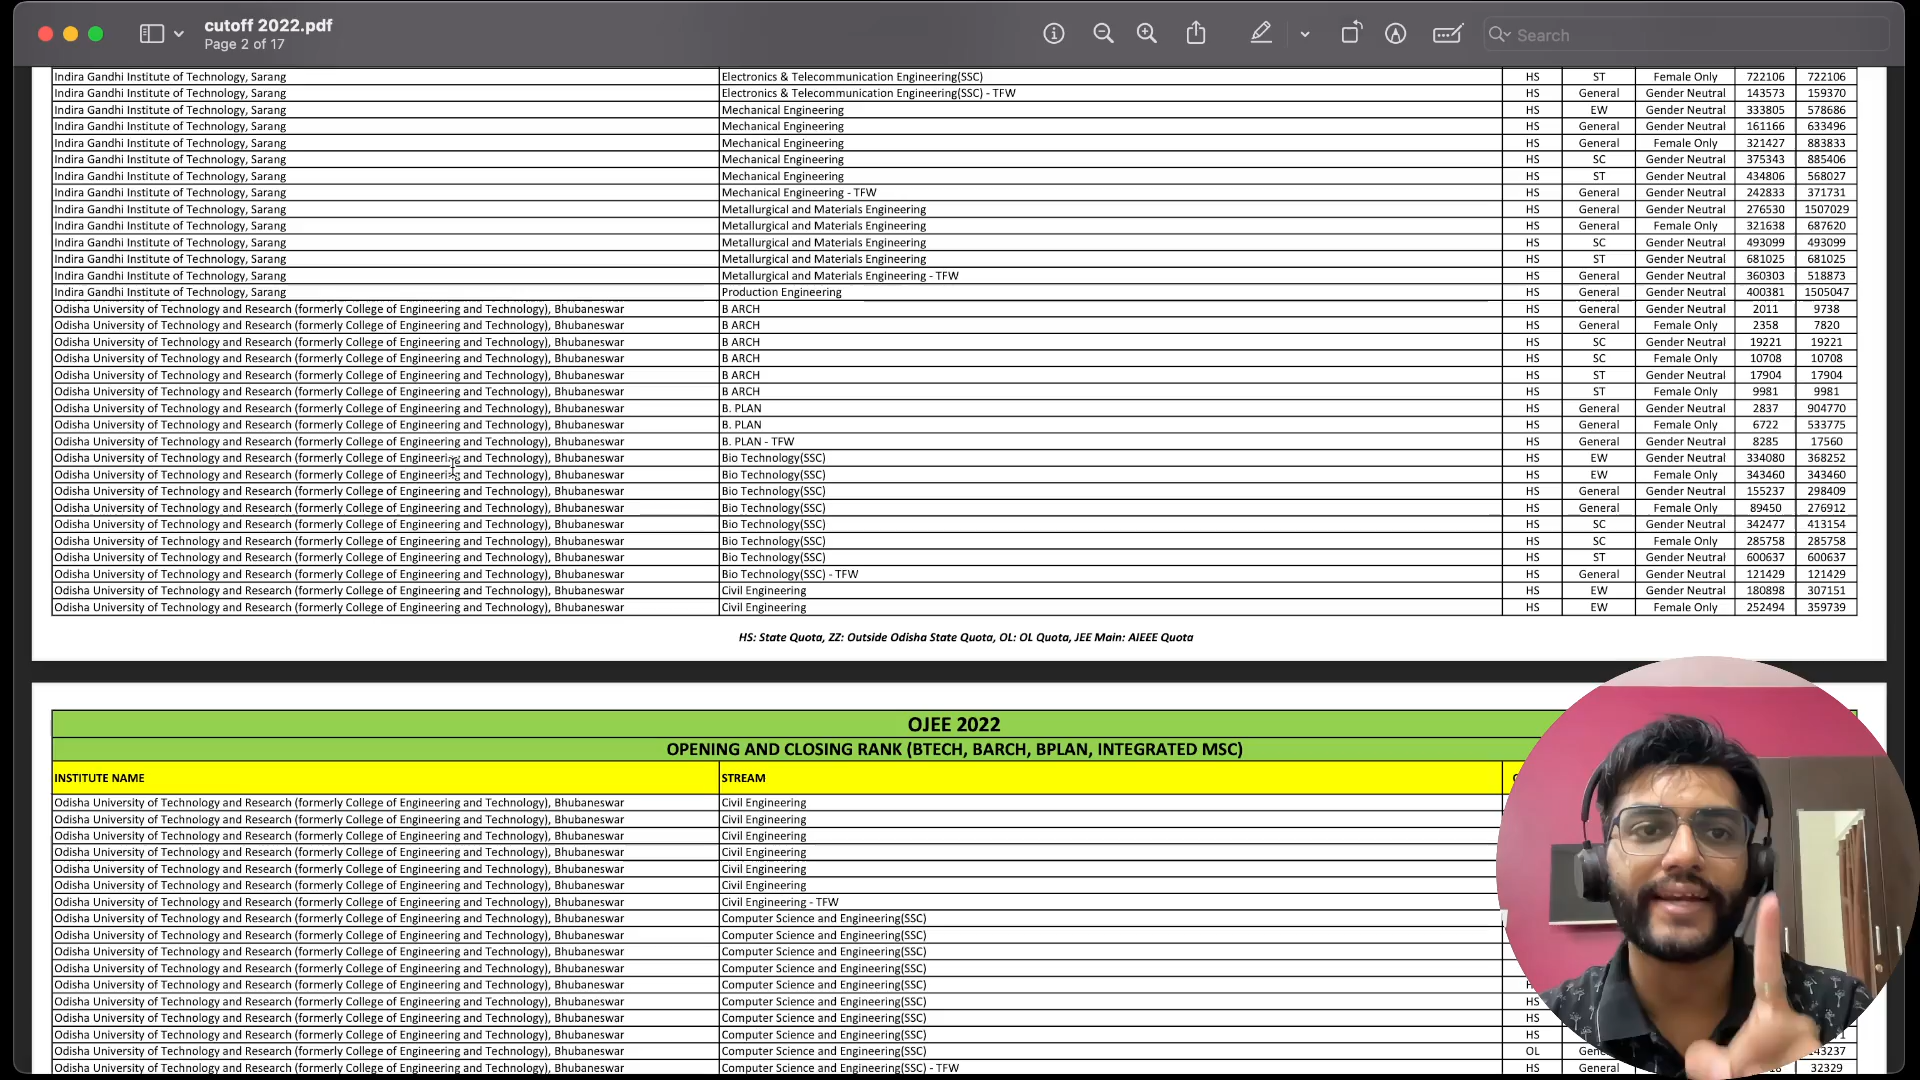 cutoff 2022.pdf
Page 2 of 17
Search
Indira Gandhi Institute of Technology, Sarang Electronics & Telecommunication Engineering(SSC) HS ST Female Only 722106 722106
Indira Gandhi Institute of Technology, Sarang Electronics & Telecommunication Engineering(SSC) - TFW HS General Gender Neutral 143573 159370
Indira Gandhi Institute of Technology, Sarang Mechanical Engineering HS EW Gender Neutral 333805 578686
Indira Gandhi Institute of Technology, Sarang Mechanical Engineering HS General Gender Neutral 161166 633496
Indira Gandhi Institute of Technology, Sarang Mechanical Engineering HS General Female Only 321427 883833
Indira Gandhi Institute of Technology, Sarang Mechanical Engineering HS SC Gender Neutral 375343 885406
Indira Gandhi Institute of Technology, Sarang Mechanical Engineering HS ST Gender Neutral 434806 568027
Indira Gandhi Institute of Technology, Sarang Mechanical Engineering - TFW HS General Gender Neutral 242833 371731
Indira Gandhi Institute of Technology, Sarang Metallurgical and Materials Engineering HS General Gender Neutral 276530 1507029
Indira Gandhi Institute of Technology, Sarang Metallurgical and Materials Engineering HS General Female Only 321638 687620
Indira Gandhi Institute of Technology, Sarang Metallurgical and Materials Engineering HS SC Gender Neutral 493099 493099
Indira Gandhi Institute of Technology, Sarang Metallurgical and Materials Engineering HS ST Gender Neutral 681025 681025
Indira Gandhi Institute of Technology, Sarang Metallurgical and Materials Engineering - TFW HS General Gender Neutral 360303 518873
Indira Gandhi Institute of Technology, Sarang Production Engineering HS General Gender Neutral 400381 1505047
Odisha University of Technology and Research (formerly College of Engineering and Technology), Bhubaneswar B ARCH HS General Gender Neutral 2011 9738
Odisha University of Technology and Research (formerly College of Engineering and Technology), Bhubaneswar B ARCH HS General Female Only 2358 7820
Odisha University of Technology and Research (formerly College of Engineering and Technology), Bhubaneswar B ARCH HS SC Gender Neutral 19221 19221
Odisha University of Technology and Research (formerly College of Engineering and Technology), Bhubaneswar B ARCH HS SC Female Only 10708 10708
Odisha University of Technology and Research (formerly College of Engineering and Technology), Bhubaneswar B ARCH HS ST Gender Neutral 17904 17904
Odisha University of Technology and Research (formerly College of Engineering and Technology), Bhubaneswar B ARCH HS ST Female Only 9981 9981
Odisha University of Technology and Research (formerly College of Engineering and Technology), Bhubaneswar B. PLAN HS General Gender Neutral 2837 904770
Odisha University of Technology and Research (formerly College of Engineering and Technology), Bhubaneswar B. PLAN HS General Female Only 6722 533775
Odisha University of Technology and Research (formerly College of Engineering and Technology), Bhubaneswar B. PLAN - TFW HS General Gender Neutral 8285 17560
Odisha University of Technology and Research (formerly College of Engineering and Technology), Bhubaneswar Bio Technology(SSC) HS EW Gender Neutral 334080 368252
Odisha University of Technology and Research (formerly College of Engineering and Technology), Bhubaneswar Bio Technology(SSC) HS EW Female Only 343460 343460
Odisha University of Technology and Research (formerly College of Engineering and Technology), Bhubaneswar Bio Technology(SSC) HS General Gender Neutral 155237 298409
Odisha University of Technology and Research (formerly College of Engineering and Technology), Bhubaneswar Bio Technology(SSC) HS General Female Only 89450 276912
Odisha University of Technology and Research (formerly College of Engineering and Technology), Bhubaneswar Bio Technology(SSC) HS SC Gender Neutral 342477 413154
Odisha University of Technology and Research (formerly College of Engineering and Technology), Bhubaneswar Bio Technology(SSC) HS SC Female Only 285758 285758
Odisha University of Technology and Research (formerly College of Engineering and Technology), Bhubaneswar Bio Technology(SSC) HS ST Gender Neutral 600637 600637
Odisha University of Technology and Research (formerly College of Engineering and Technology), Bhubaneswar Bio Technology(SSC) - TFW HS General Gender Neutral 121429 121429
Odisha University of Technology and Research (formerly College of Engineering and Technology), Bhubaneswar Civil Engineering HS EW Gender Neutral 180898 307151
Odisha University of Technology and Research (formerly College of Engineering and Technology), Bhubaneswar Civil Engineering HS EW Female Only 252494 359739
HS: State Quota, ZZ: Outside Odisha State Quota, OL: OL Quota, JEE Main: AIEEE Quota
OJEE 2022
OPENING AND CLOSING RANK (BTECH, BARCH, BPLAN, INTEGRATED MSC)
INSTITUTE NAME STREAM
Odisha University of Technology and Research (formerly College of Engineering and Technology), Bhubaneswar Civil Engineering
Odisha University of Technology and Research (formerly College of Engineering and Technology), Bhubaneswar Civil Engineering
Odisha University of Technology and Research (formerly College of Engineering and Technology), Bhubaneswar Civil Engineering
Odisha University of Technology and Research (formerly College of Engineering and Technology), Bhubaneswar Civil Engineering
Odisha University of Technology and Research (formerly College of Engineering and Technology), Bhubaneswar Civil Engineering
Odisha University of Technology and Research (formerly College of Engineering and Technology), Bhubaneswar Civil Engineering
Odisha University of Technology and Research (formerly College of Engineering and Technology), Bhubaneswar Civil Engineering - TFW
Odisha University of Technology and Research (formerly College of Engineering and Technology), Bhubaneswar Computer Science and Engineering(SSC)
Odisha University of Technology and Research (formerly College of Engineering and Technology), Bhubaneswar Computer Science and Engineering(SSC)
Odisha University of Technology and Research (formerly College of Engineering and Technology), Bhubaneswar Computer Science and Engineering(SSC)
Odisha University of Technology and Research (formerly College of Engineering and Technology), Bhubaneswar Computer Science and Engineering(SSC)
Odisha University of Technology and Research (formerly College of Engineering and Technology), Bhubaneswar Computer Science and Engineering(SSC)
Odisha University of Technology and Research (formerly College of Engineering and Technology), Bhubaneswar Computer Science and Engineering(SSC) HS
Odisha University of Technology and Research (formerly College of Engineering and Technology), Bhubaneswar Computer Science and Engineering(SSC) HS
Odisha University of Technology and Research (formerly College of Engineering and Technology), Bhubaneswar Computer Science and Engineering(SSC) HS
Odisha University of Technology and Research (formerly College of Engineering and Technology), Bhubaneswar Computer Science and Engineering(SSC) OL
Odisha University of Technology and Research (formerly College of Engineering and Technology), Bhubaneswar Computer Science and Engineering(SSC) - TFW HS 32329